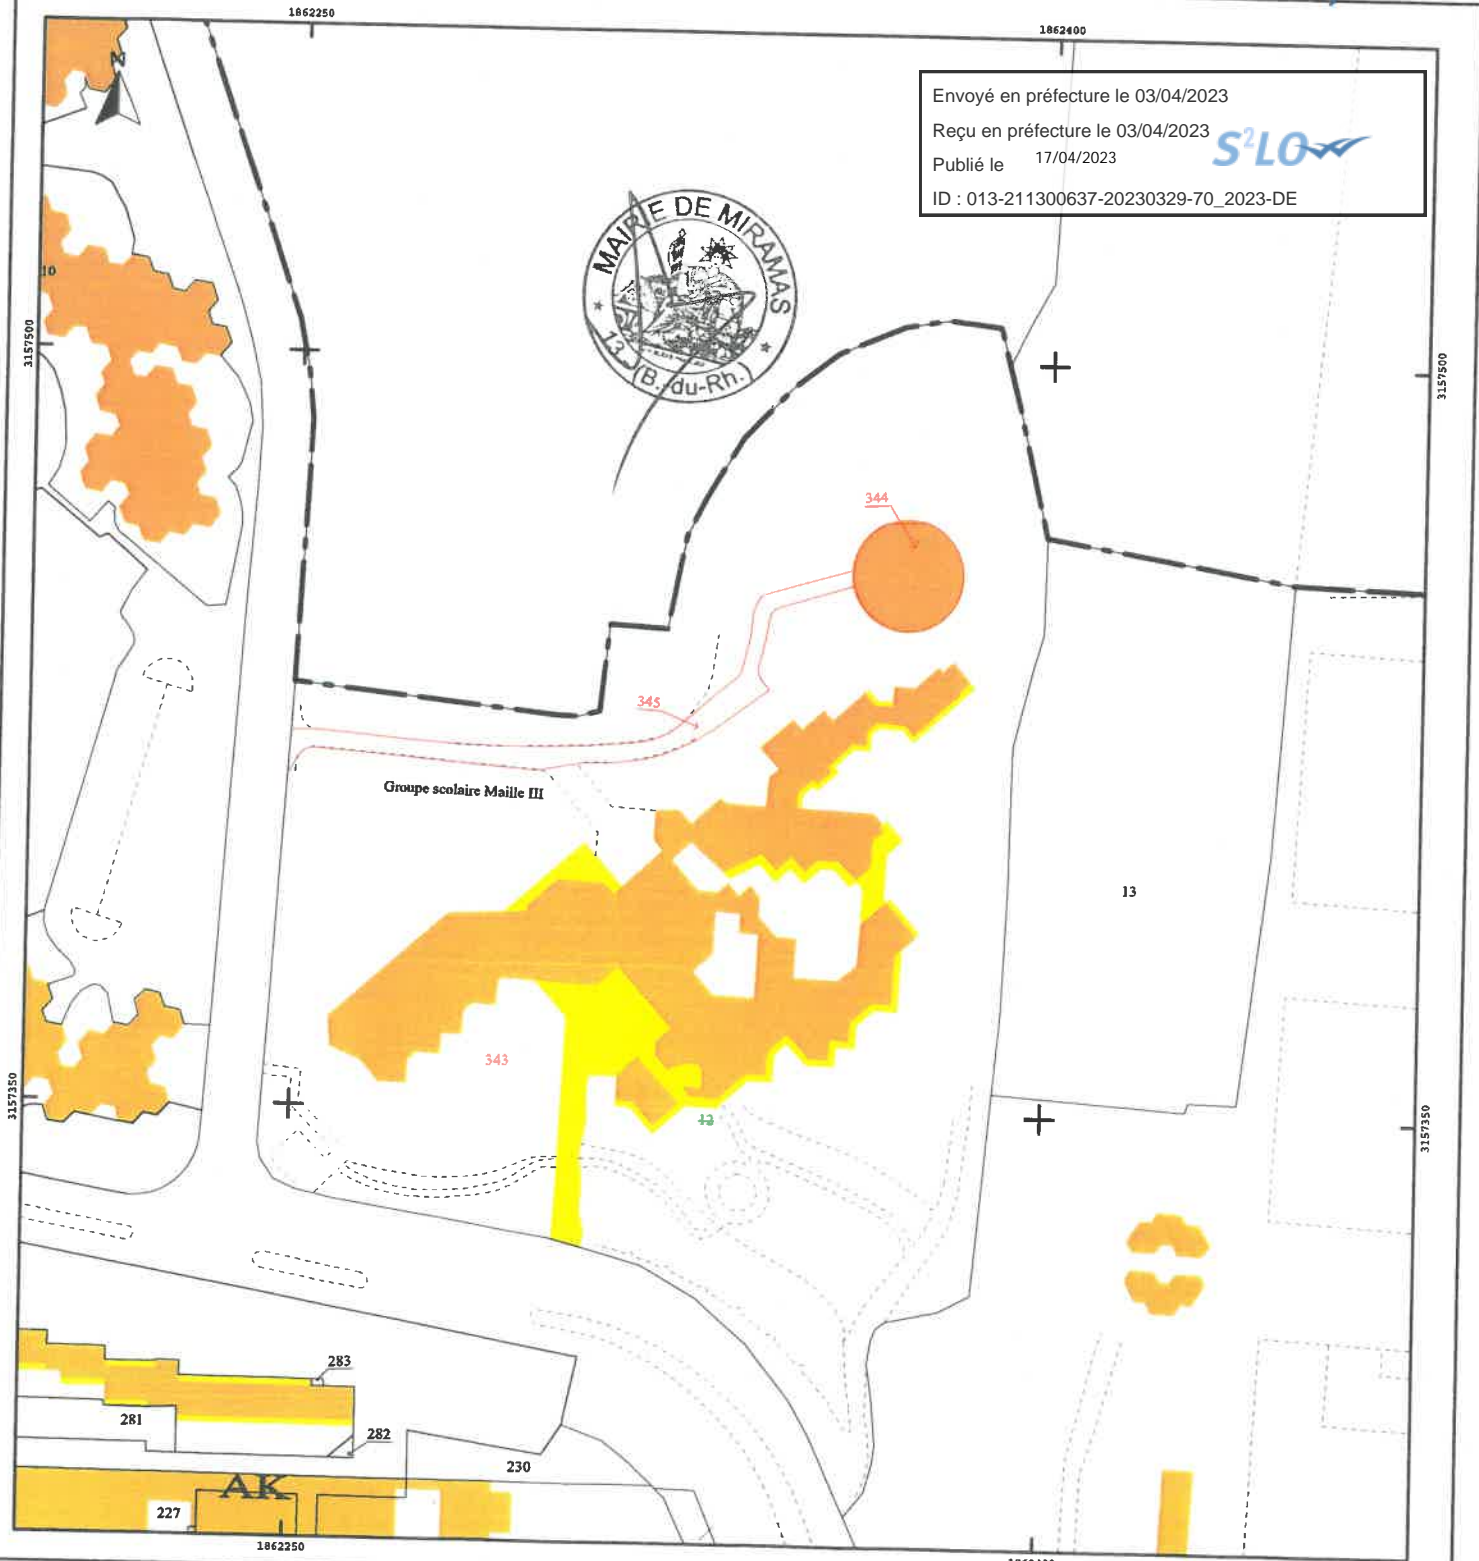 1862250
1862400
Envoyé en préfecture le 03/04/2023
Reçu en préfecture le 03/04/2023
S²LO
Publié le 17/04/2023
ID : 013-211300637-20230329-70_2023-DE
N
MAIRIE DE MIRAMAS
13
(B.-du-Rh.)
10
3157500
3157500
344
345
Groupe scolaire Maille III
13
343
12
3157350
3157350
283
281
282
230
AK
227
1862250